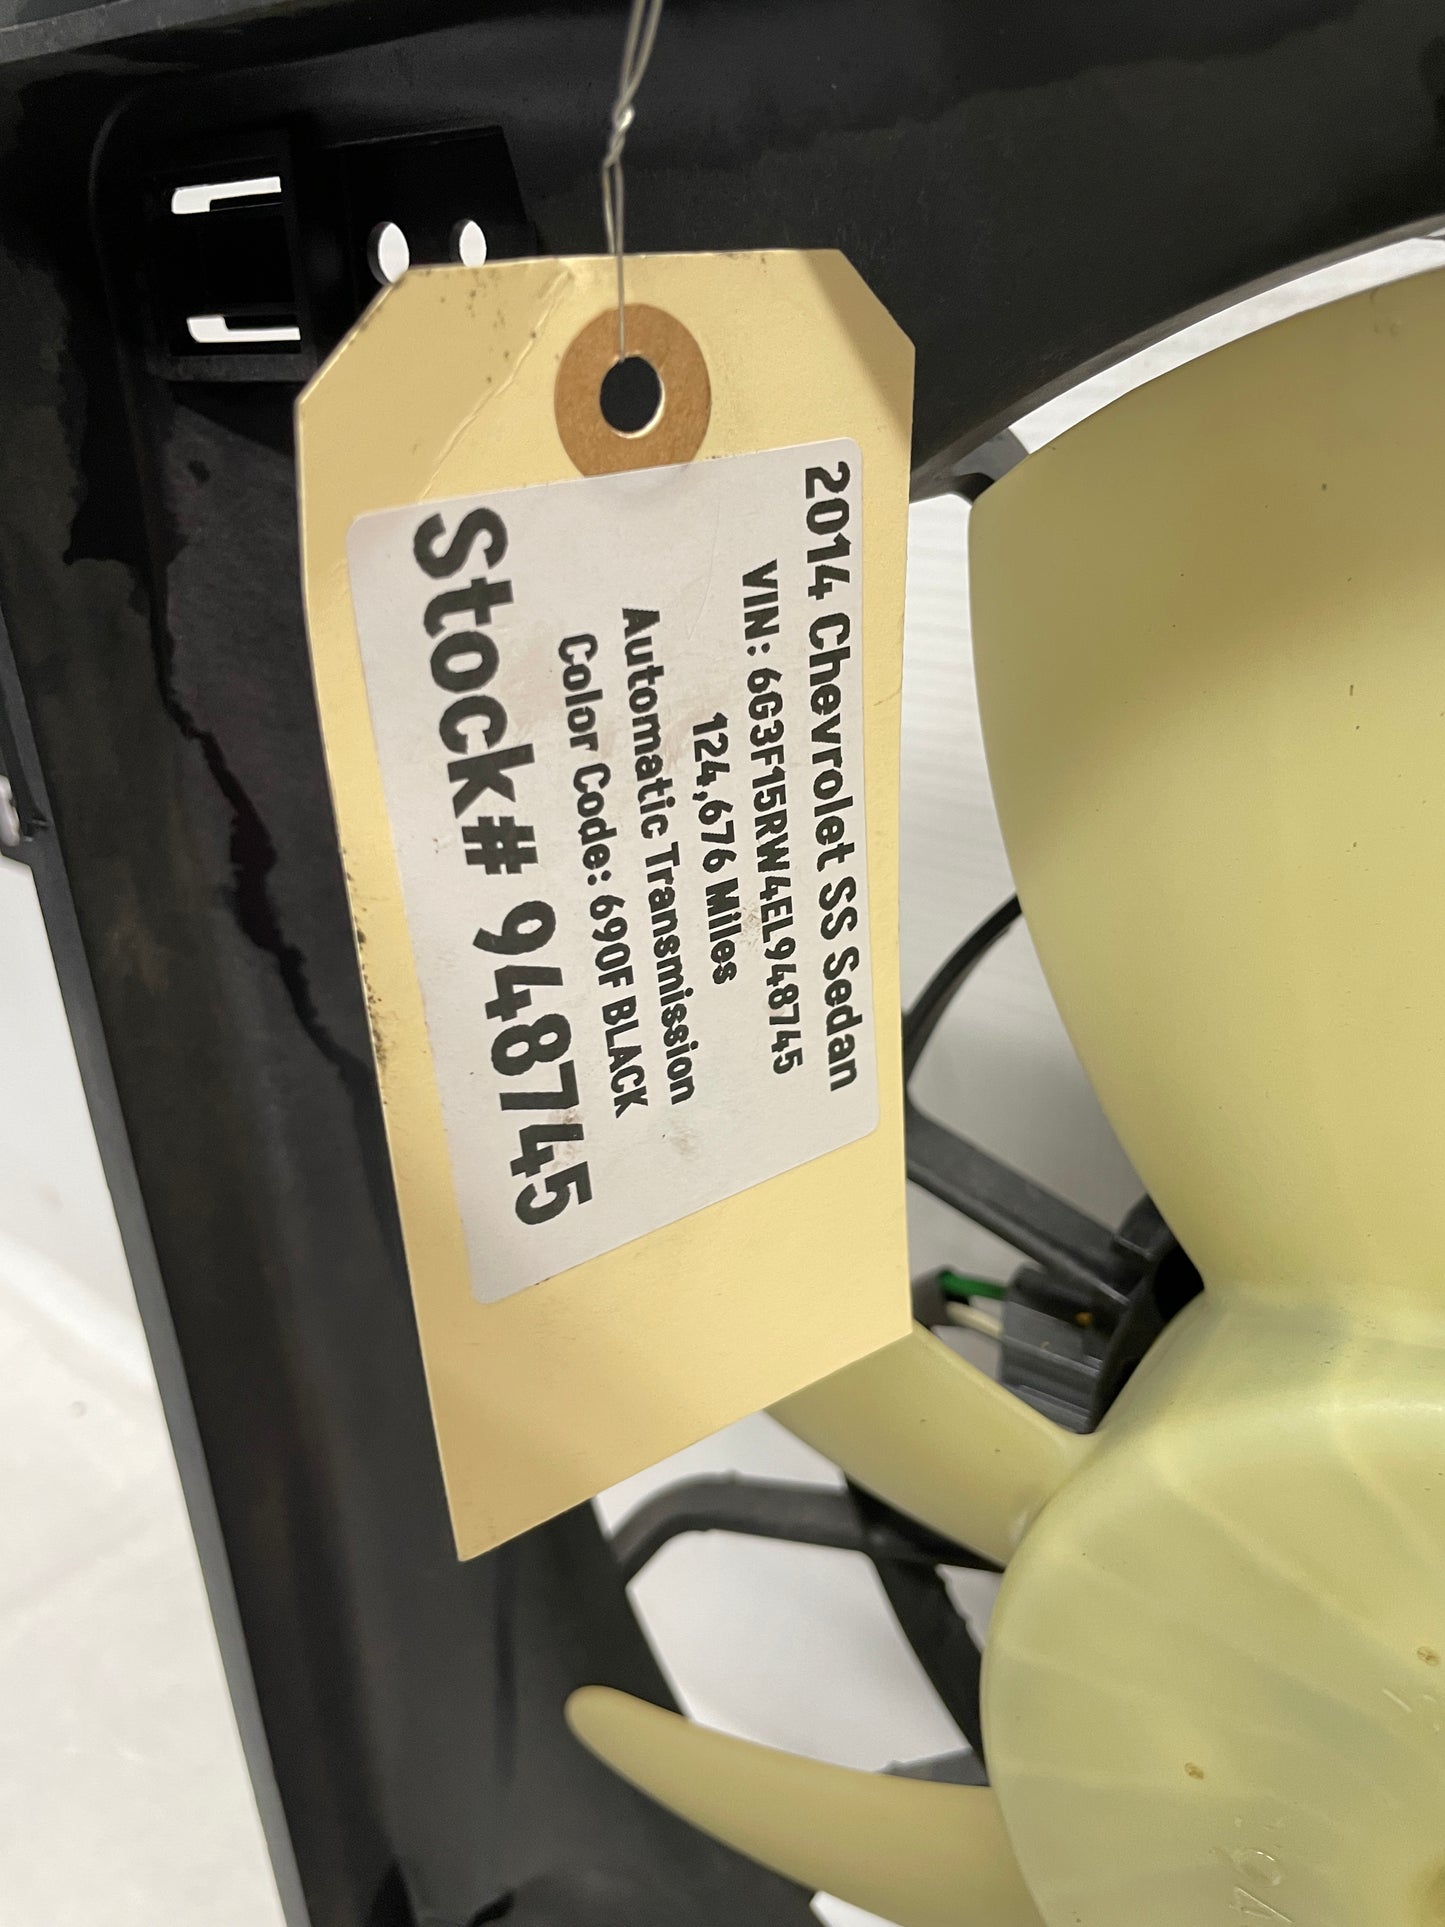 2014 Chevrolet SS Sedan
VIN: 6G3F15RW4EL948745
124,676 Miles
Automatic Transmission
Color Code: 690F BLACK
Stock# 948745